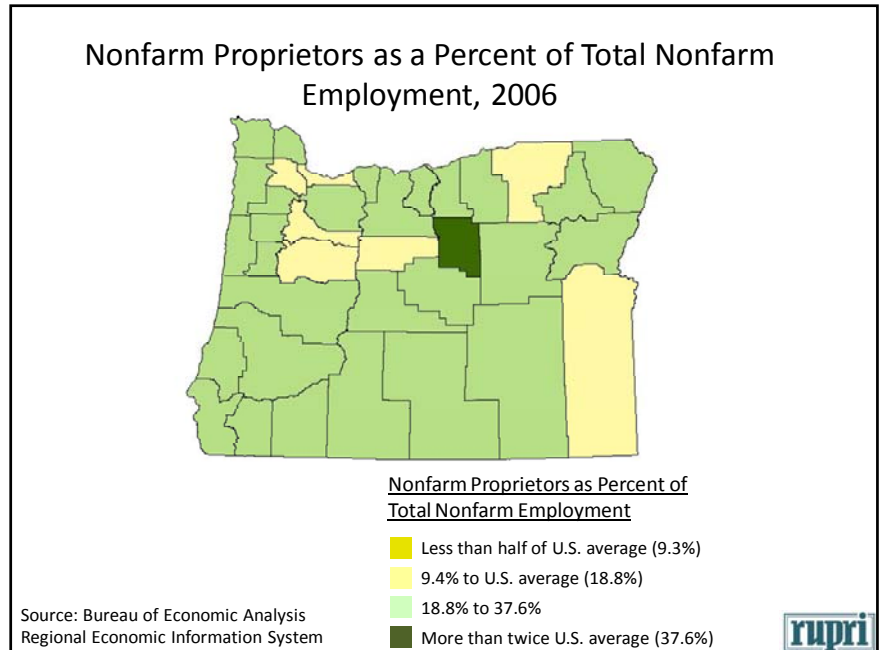 Nonfarm Proprietors as a Percent of Total Nonfarm
Employment, 2006
Nonfarm Proprietors as Percent of
Total Nonfarm Employment
Less than half of U.S. average (9.3%)
9.4% to U.S. average (18.8%)
18.8% to 37.6%
More than twice U.S. average (37.6%)
Source: Bureau of Economic Analysis
Regional Economic Information System
rupri